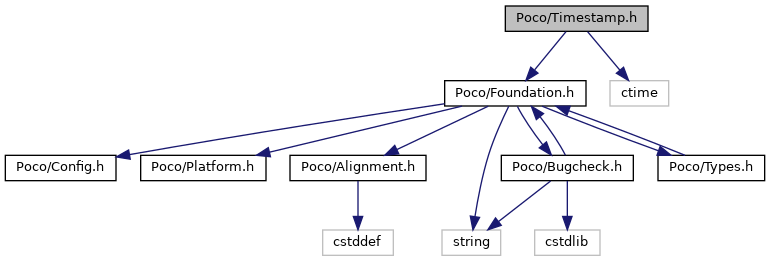 Poco/Timestamp.h
Poco/Foundation.h
ctime
Poco/Config.h
Poco/Platform.h
Poco/Alignment.h
Poco/Bugcheck.h
Poco/Types.h
cstddef
string
cstdlib